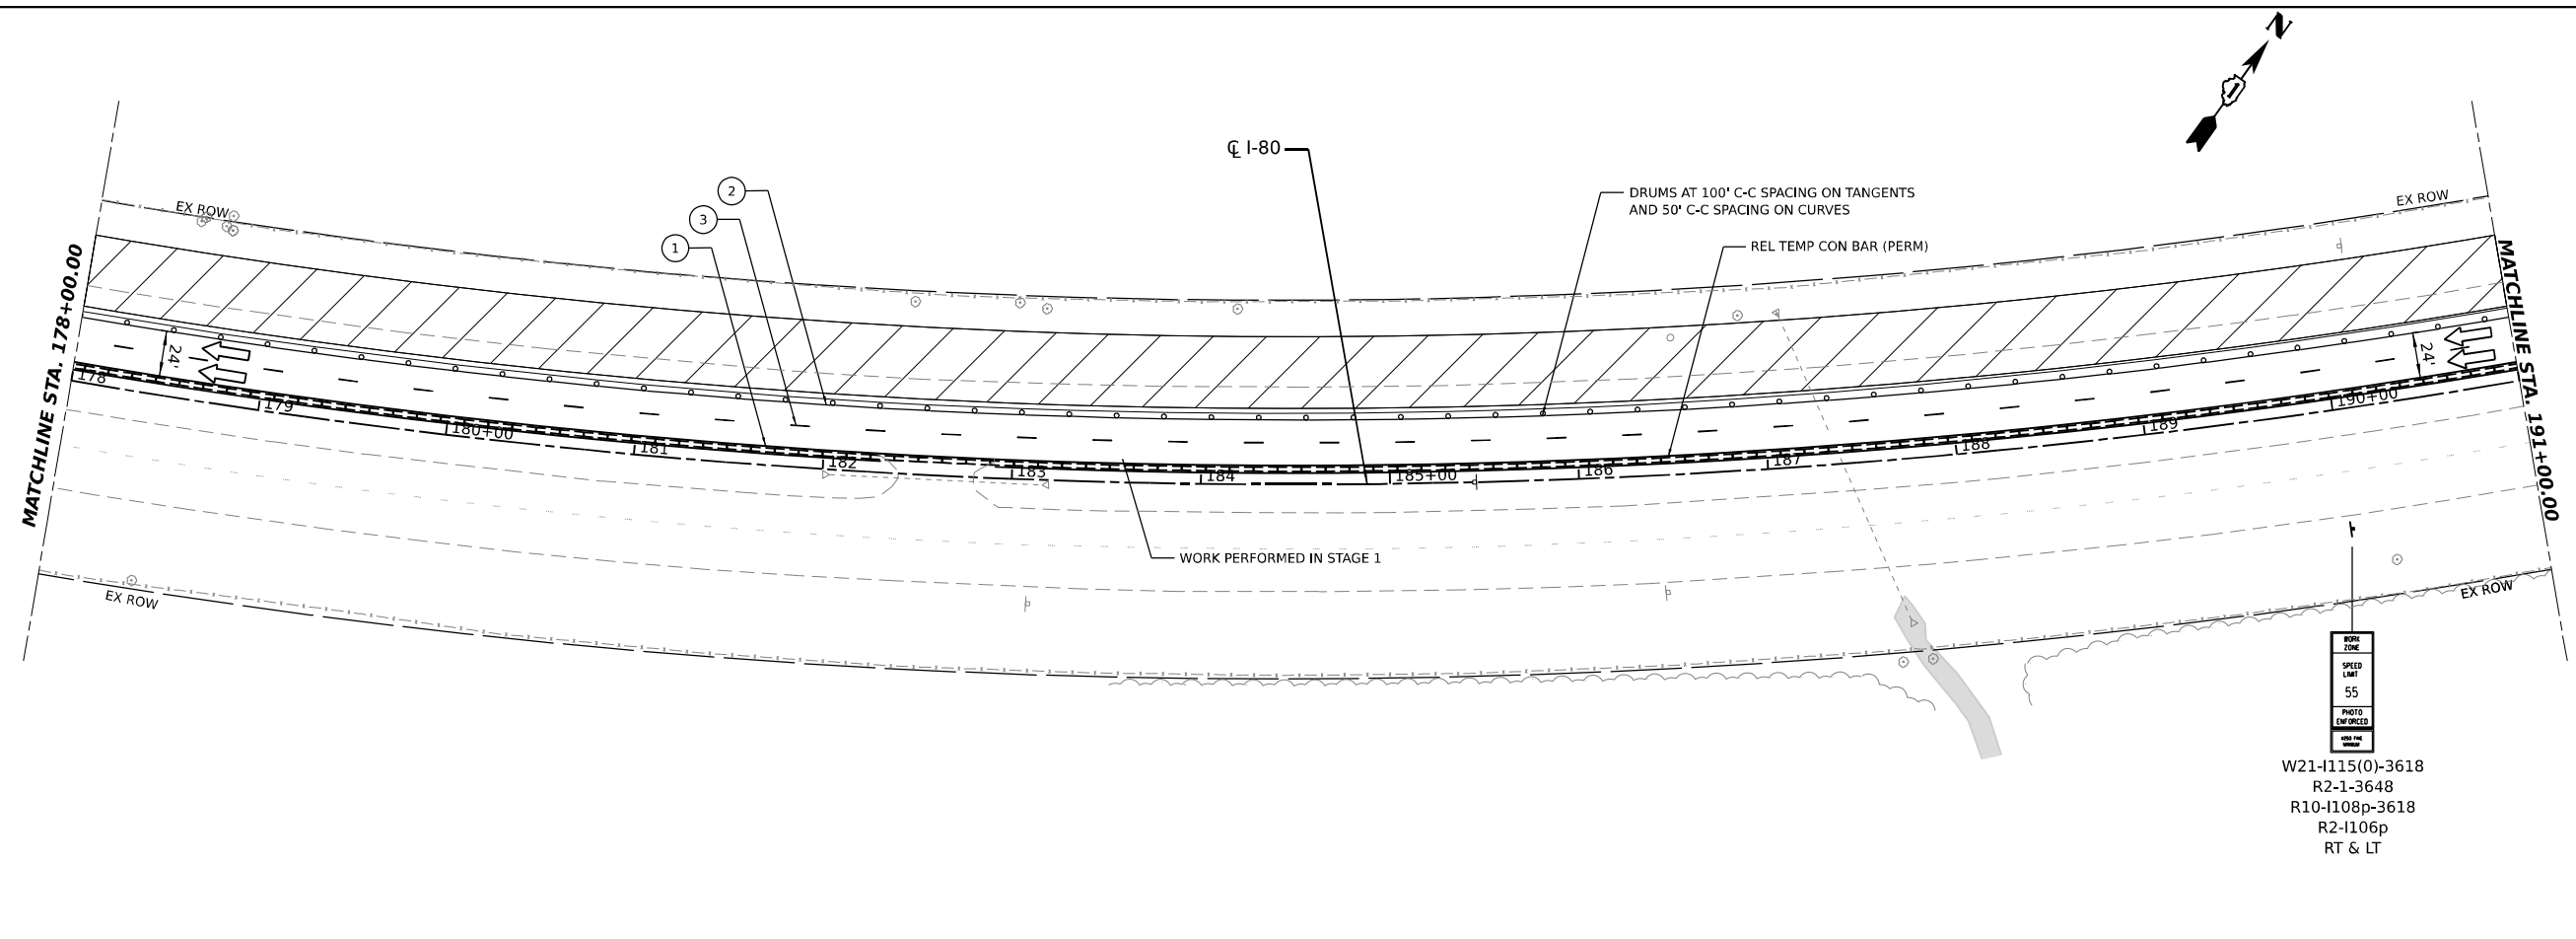 N
1
℄ I-80
2
3
1
DRUMS AT 100' C-C SPACING ON TANGENTS
AND 50' C-C SPACING ON CURVES
REL TEMP CON BAR (PERM)
EX ROW
EX ROW
MATCHLINE STA. 178+00.00
MATCHLINE STA. 191+00.00
24'
24'
178
179
180+00
181
182
183
184
185+00
186
187
188
189
190+00
WORK PERFORMED IN STAGE 1
EX ROW
EX ROW
WORK
ZONE
SPEED
LIMIT
55
PHOTO
ENFORCED
W21-I115(0)-3618
R2-1-3648
R10-I108p-3618
R2-I106p
RT & LT